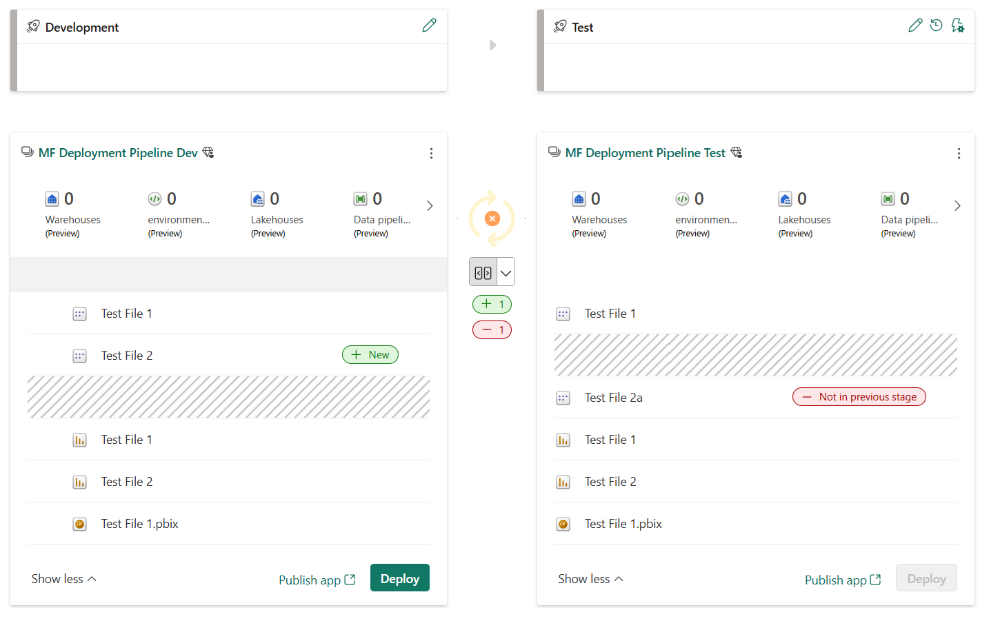 Development
Test
MF Deployment Pipeline Dev
MF Deployment Pipeline Test
0 0 0 0
Warehouses environmen... Lakehouses Data pipeli...
(Preview) (Preview) (Preview) (Preview)
0 0 0 0
Warehouses environmen... Lakehouses Data pipeli...
(Preview) (Preview) (Preview) (Preview)
+ 1
− 1
Test File 1
Test File 2 + New
Test File 1
Test File 2
Test File 1.pbix
Show less Publish app Deploy
Test File 1
Test File 2a − Not in previous stage
Test File 1
Test File 2
Test File 1.pbix
Show less Publish app Deploy